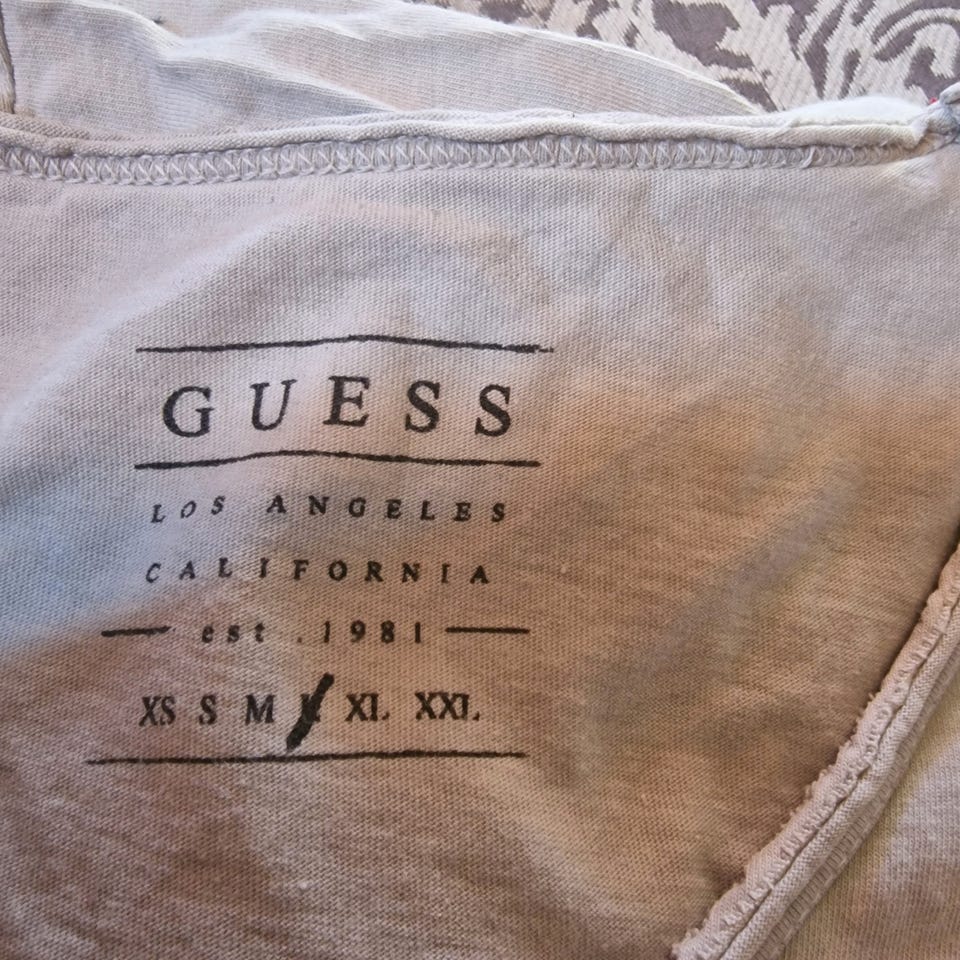 GUESS
LOS ANGELES
CALIFORNIA
est .1981
XS S M L XL XXL